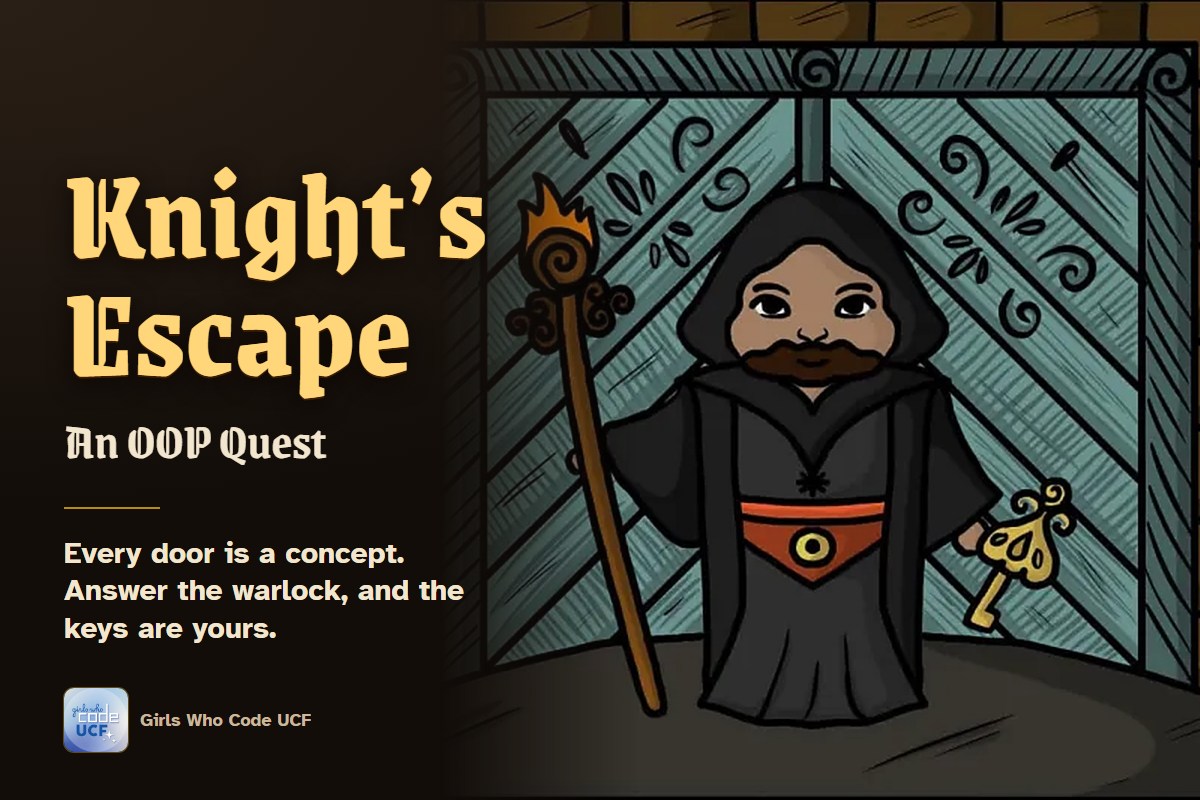 Knight’s
Escape
An OOP Quest
Every door is a concept.
Answer the warlock, and the
keys are yours.
girls who
code
UCF
Girls Who Code UCF